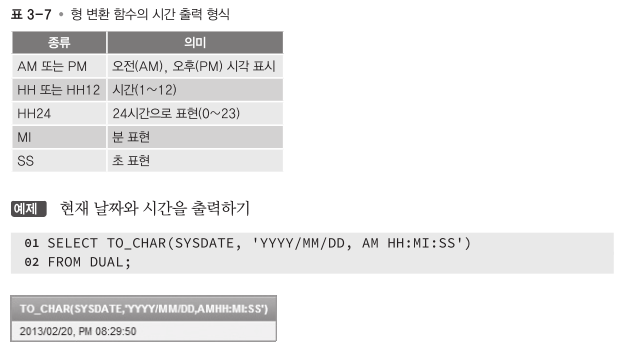 표 3-7 • 형 변환 함수의 시간 출력 형식
종류 의미
AM 또는 PM 오전(AM), 오후(PM) 시각 표시
HH 또는 HH12 시간(1~12)
HH24 24시간으로 표현(0~23)
MI 분 표현
SS 초 표현
예제 현재 날짜와 시간을 출력하기
01 SELECT TO_CHAR(SYSDATE, 'YYYY/MM/DD, AM HH:MI:SS')
02 FROM DUAL;
TO_CHAR(SYSDATE,'YYYY/MM/DD,AMHH:MI:SS')
2013/02/20, PM 08:29:50